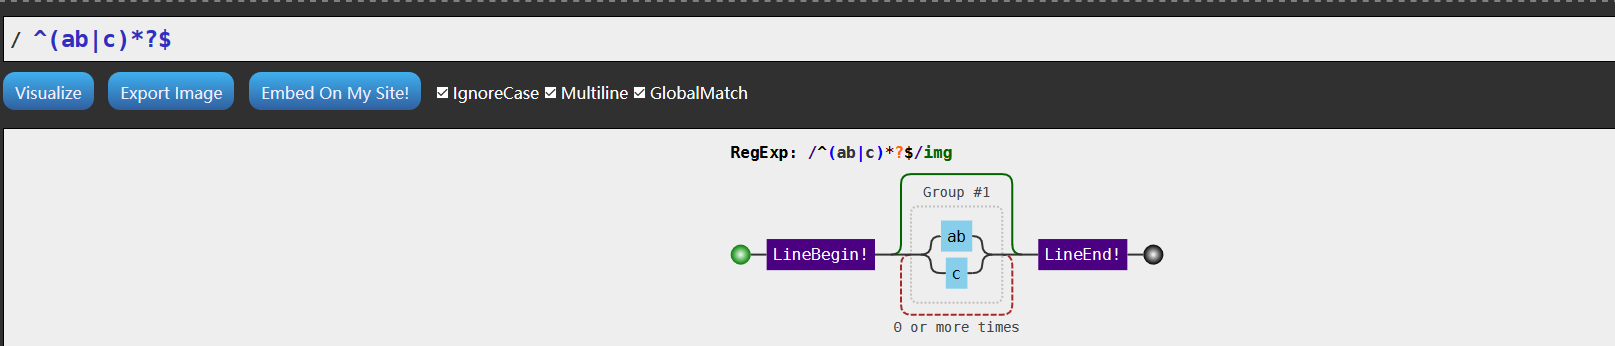 / ^(ab|c)*?$
Visualize Export Image Embed On My Site! IgnoreCase Multiline GlobalMatch
RegExp: /^(ab|c)*?$/img
Group #1
ab
LineBegin! LineEnd!
c
0 or more times